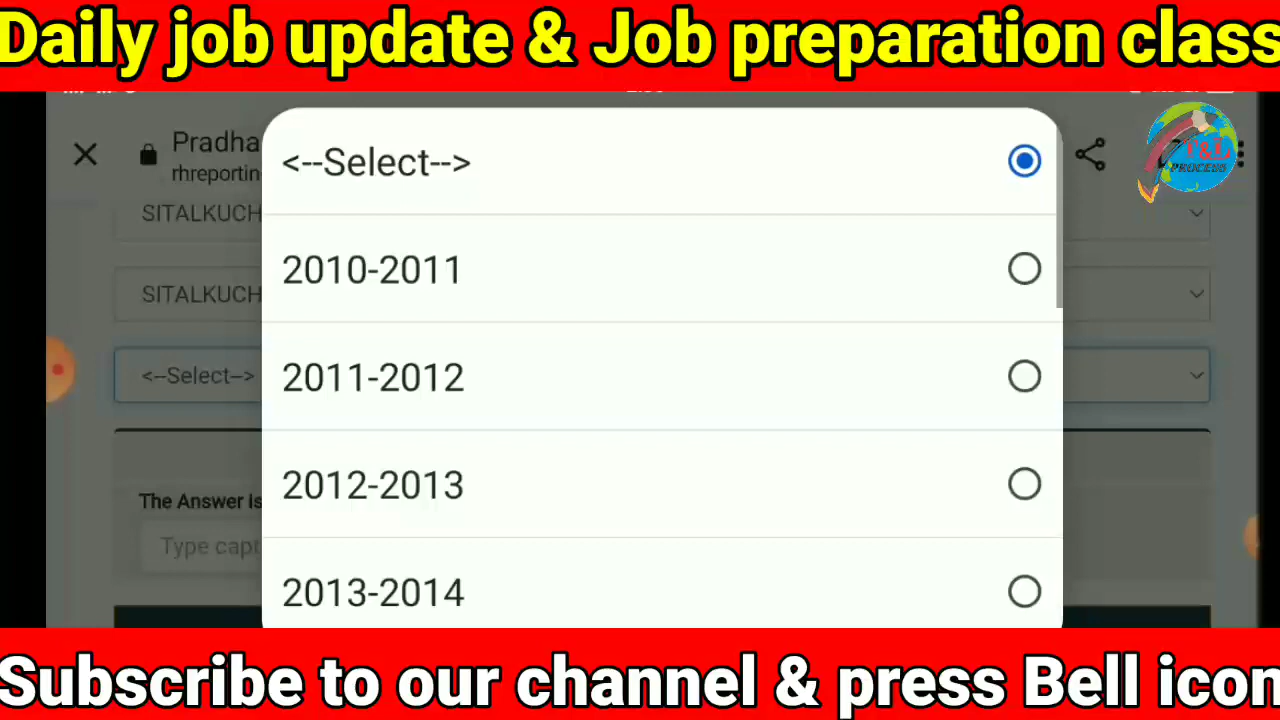 Daily job update & Job preparation class
Pradha
rhreportin
T&L
PROCESS
SITALKUCH
SITALKUCH
<--Select-->
The Answer is
Type capt
<--Select-->
2010-2011
2011-2012
2012-2013
2013-2014
Subscribe to our channel & press Bell icon